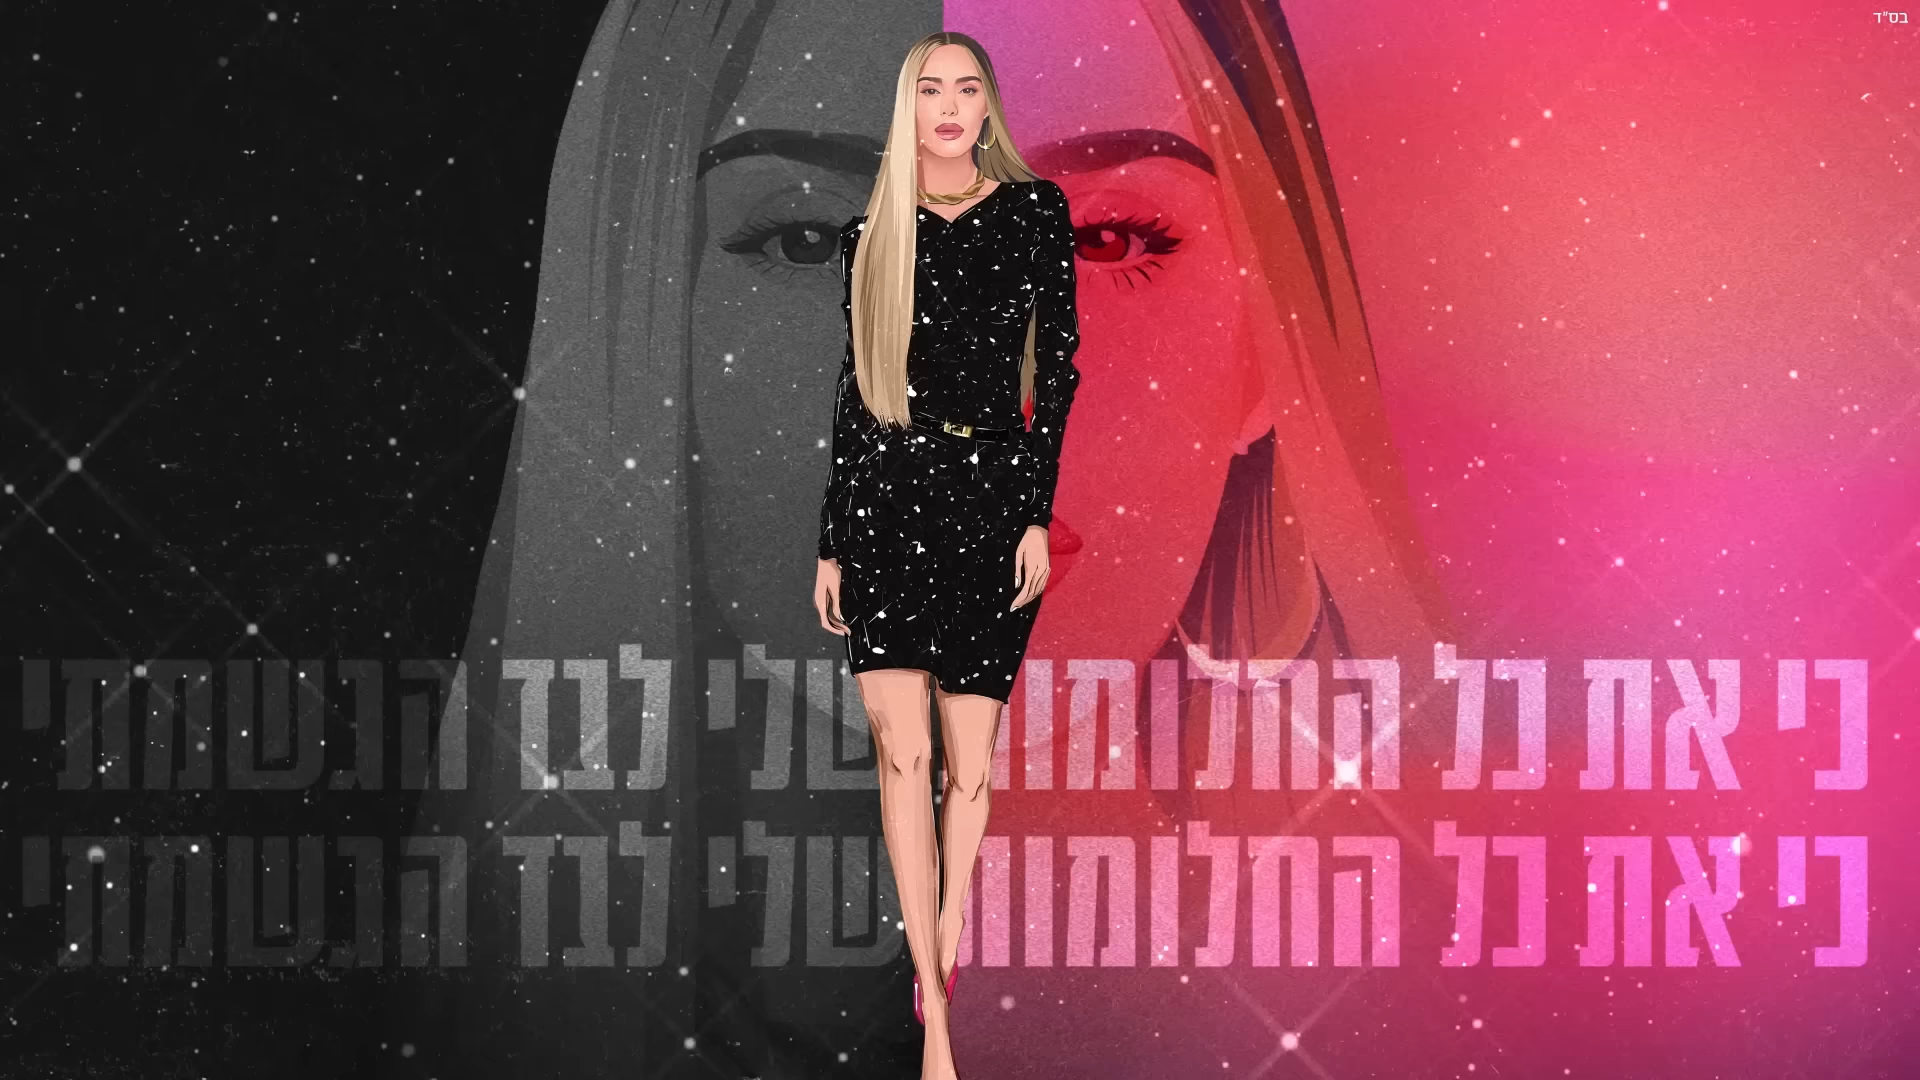 בס"ד
כי את כל החלומות שלי לבד הגשמתי
כי את כל החלומות שלי לבד הגשמתי